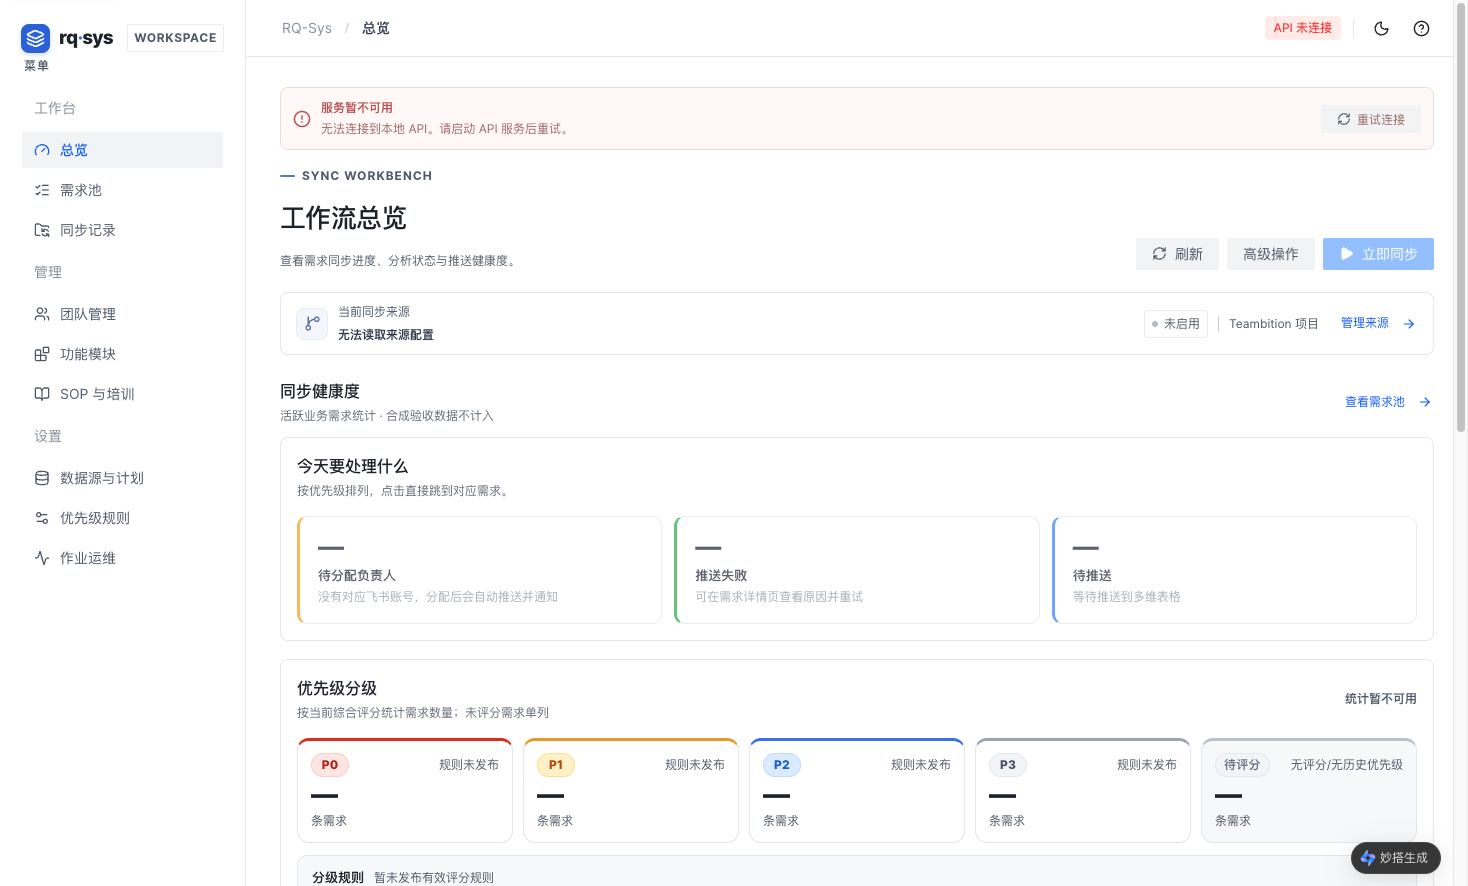 rq·sys WORKSPACE
菜单
工作台
总览
需求池
同步记录
管理
团队管理
功能模块
SOP 与培训
设置
数据源与计划
优先级规则
作业运维
RQ-Sys / 总览
API 未连接
服务暂不可用
无法连接到本地 API。请启动 API 服务后重试。
重试连接
SYNC WORKBENCH
工作流总览
查看需求同步进度、分析状态与推送健康度。
刷新
高级操作
立即同步
当前同步来源
无法读取来源配置
未启用
Teambition 项目
管理来源
同步健康度
活跃业务需求统计 · 合成验收数据不计入
查看需求池
今天要处理什么
按优先级排列，点击直接跳到对应需求。
—
待分配负责人
没有对应飞书账号，分配后会自动推送并通知
—
推送失败
可在需求详情页查看原因并重试
—
待推送
等待推送到多维表格
优先级分级
按当前综合评分统计需求数量；未评分需求单列
统计暂不可用
P0 规则未发布
—
条需求
P1 规则未发布
—
条需求
P2 规则未发布
—
条需求
P3 规则未发布
—
条需求
待评分 无评分/无历史优先级
—
条需求
分级规则 暂未发布有效评分规则
妙搭生成